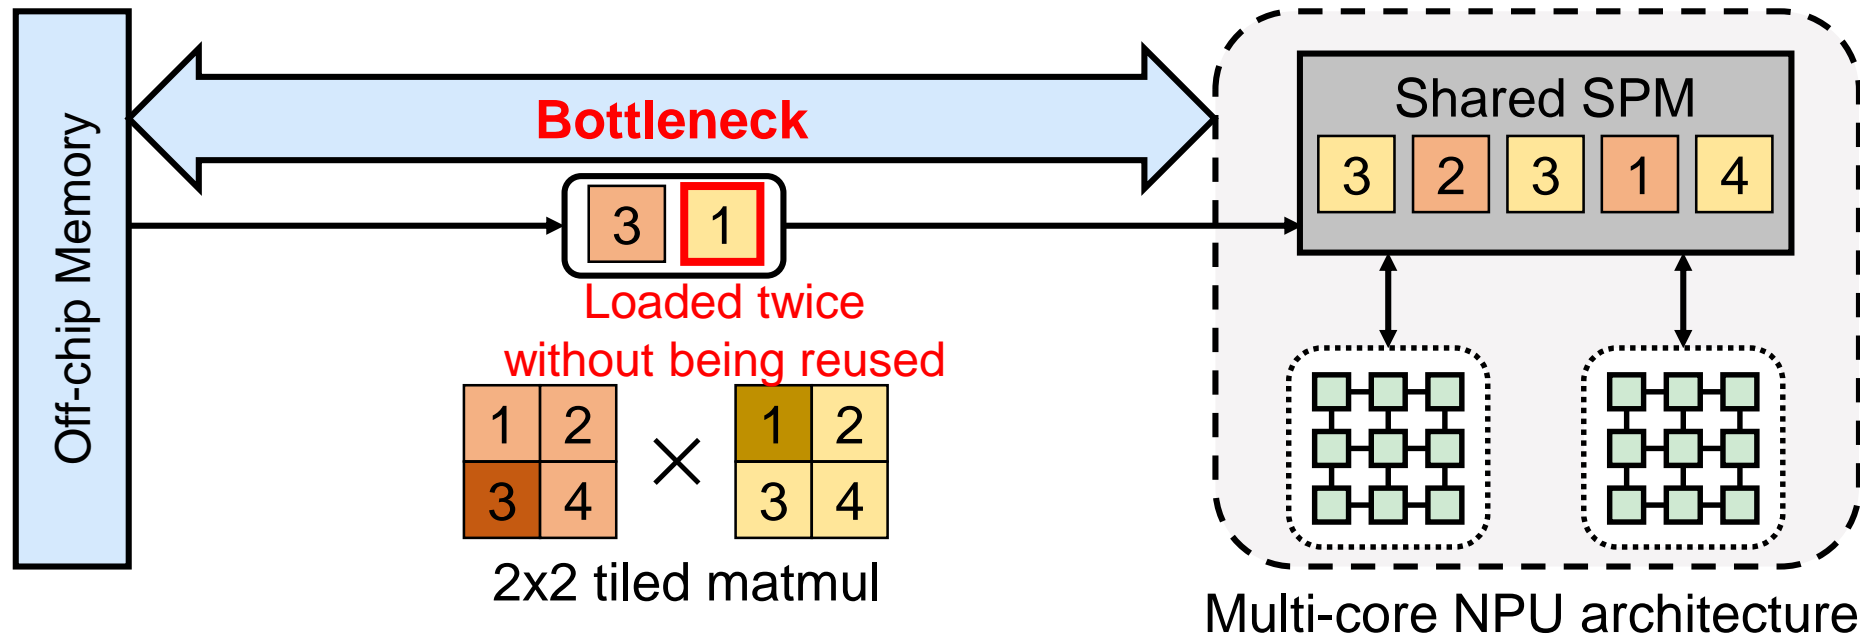 Off-chip Memory
Bottleneck
3 1
Loaded twice
without being reused
1 2
3 4
×
1 2
3 4
2x2 tiled matmul
Shared SPM
3 2 3 1 4
Multi-core NPU architecture